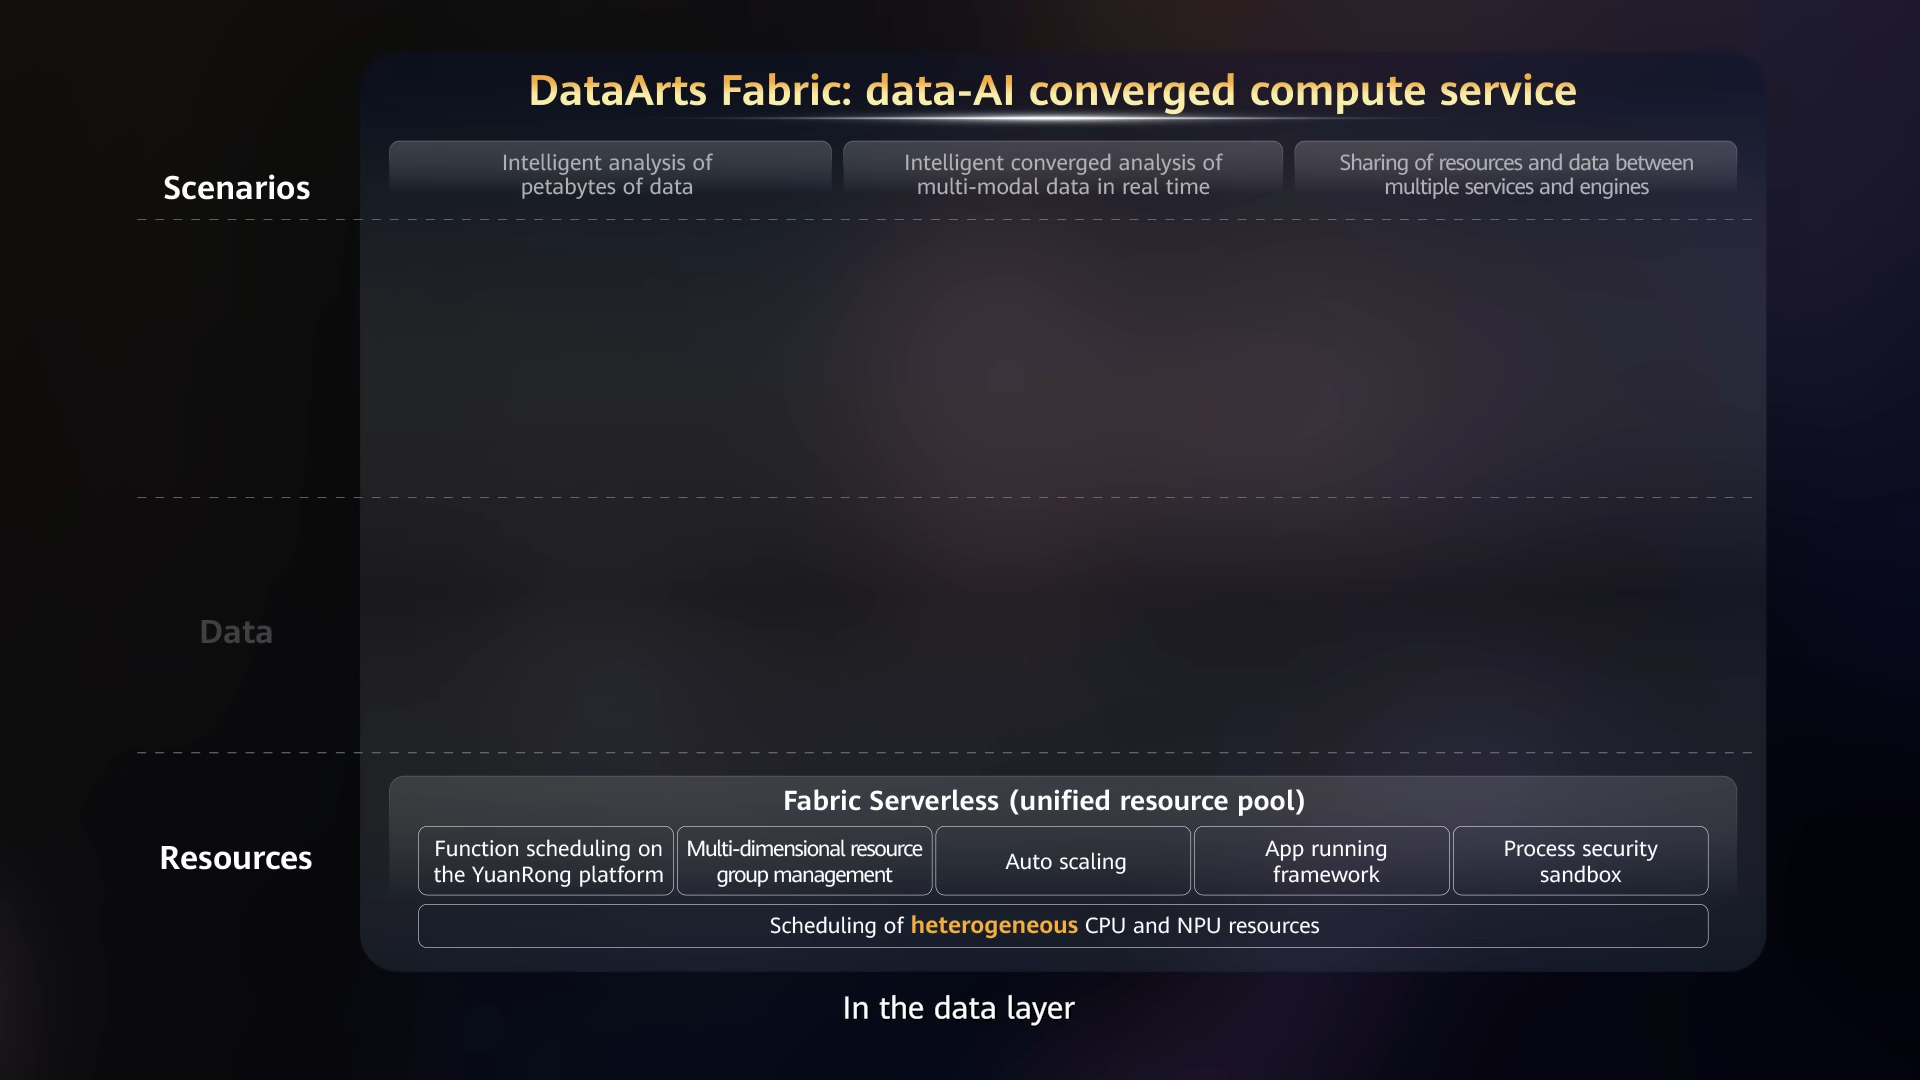 DataArts Fabric: data-AI converged compute service
Scenarios
Intelligent analysis of
petabytes of data
Intelligent converged analysis of
multi-modal data in real time
Sharing of resources and data between
multiple services and engines
Data
Resources
Fabric Serverless (unified resource pool)
Function scheduling on
the YuanRong platform
Multi-dimensional resource
group management
Auto scaling
App running
framework
Process security
sandbox
Scheduling of heterogeneous CPU and NPU resources
In the data layer